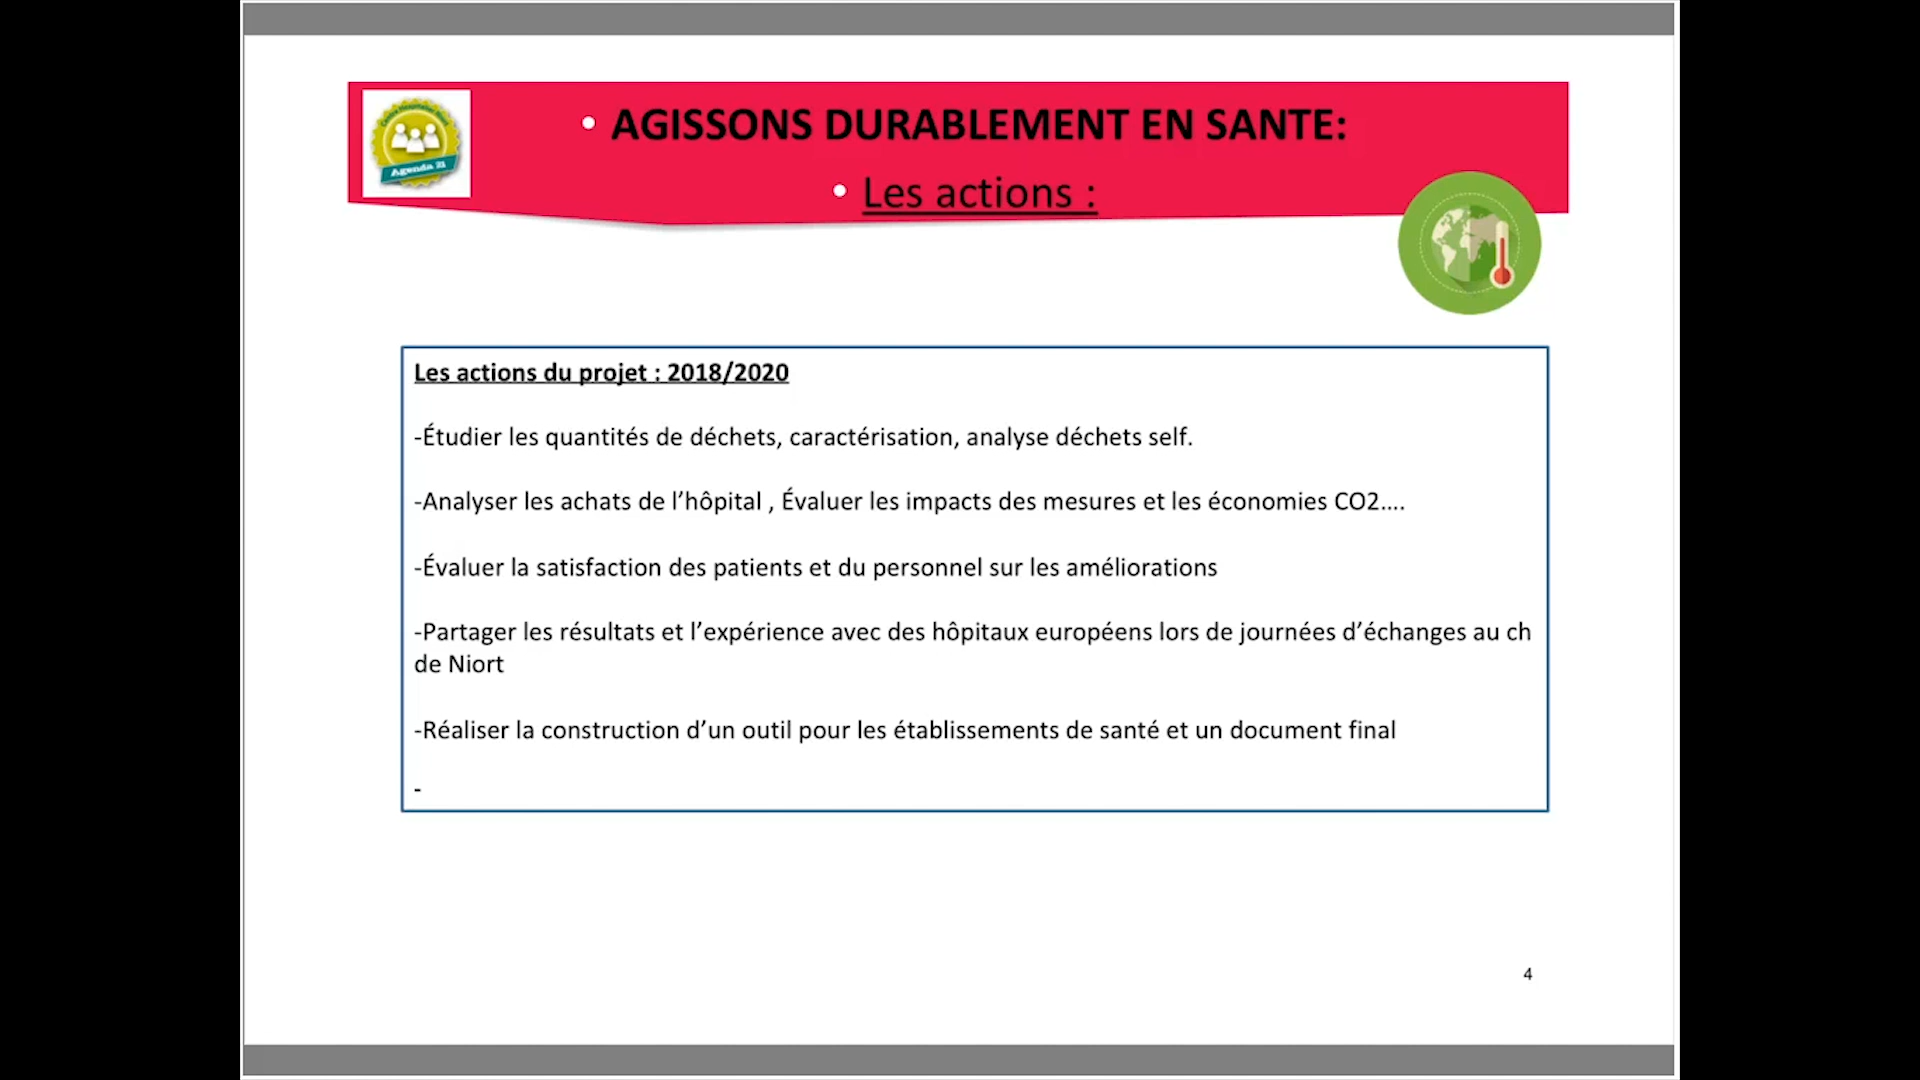 • AGISSONS DURABLEMENT EN SANTE:
• Les actions :
Agenda 21
Les actions du projet : 2018/2020
-Étudier les quantités de déchets, caractérisation, analyse déchets self.
-Analyser les achats de l’hôpital , Évaluer les impacts des mesures et les économies CO2....
-Évaluer la satisfaction des patients et du personnel sur les améliorations
-Partager les résultats et l’expérience avec des hôpitaux européens lors de journées d’échanges au ch
de Niort
-Réaliser la construction d’un outil pour les établissements de santé et un document final
-
4